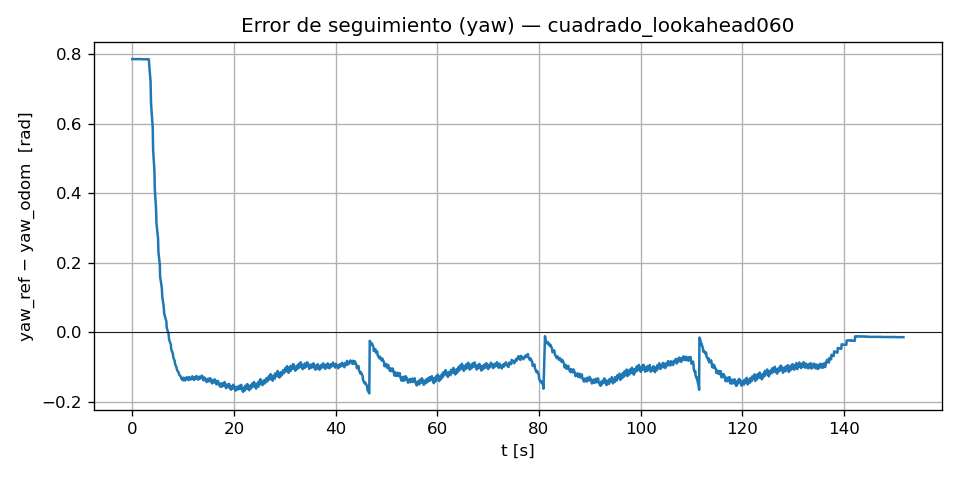 Error de seguimiento (yaw) — cuadrado_lookahead060
yaw_ref − yaw_odom  [rad]
0.8
0.6
0.4
0.2
0.0
−0.2
0 20 40 60 80 100 120 140
t [s]